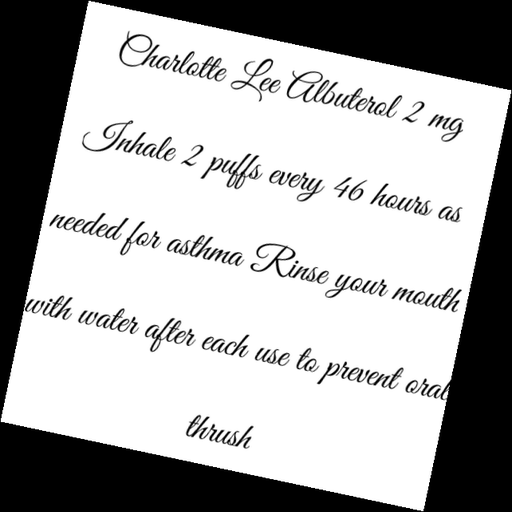 Charlotte Lee Albuterol 2 mg
Inhale 2 puffs every 46 hours as
needed for asthma Rinse your mouth
with water after each use to prevent oral
thrush